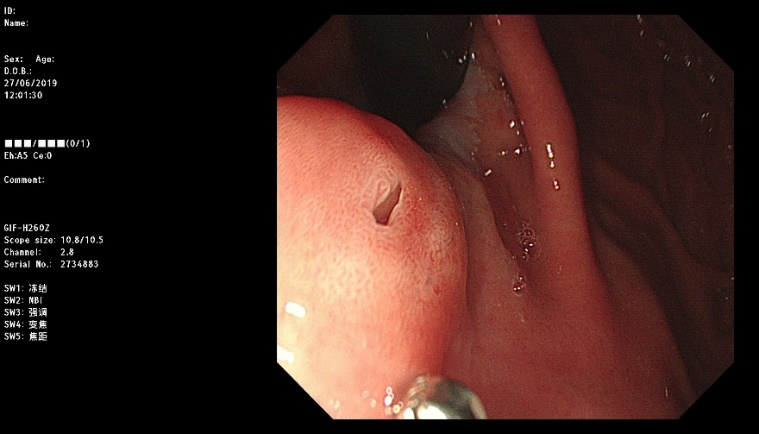 ID:
Name:
Sex: Age:
D.O.B.:
27/06/2019
12:01:30
■■■/■■■(0/1)
Eh:A5 Ce:0
Comment:
GIF-H260Z
Scope size: 10.8/10.5
Channel: 2.8
Serial No.: 2734883
SW1: 冻结
SW2: NBI
SW3: 强调
SW4: 变焦
SW5: 焦距